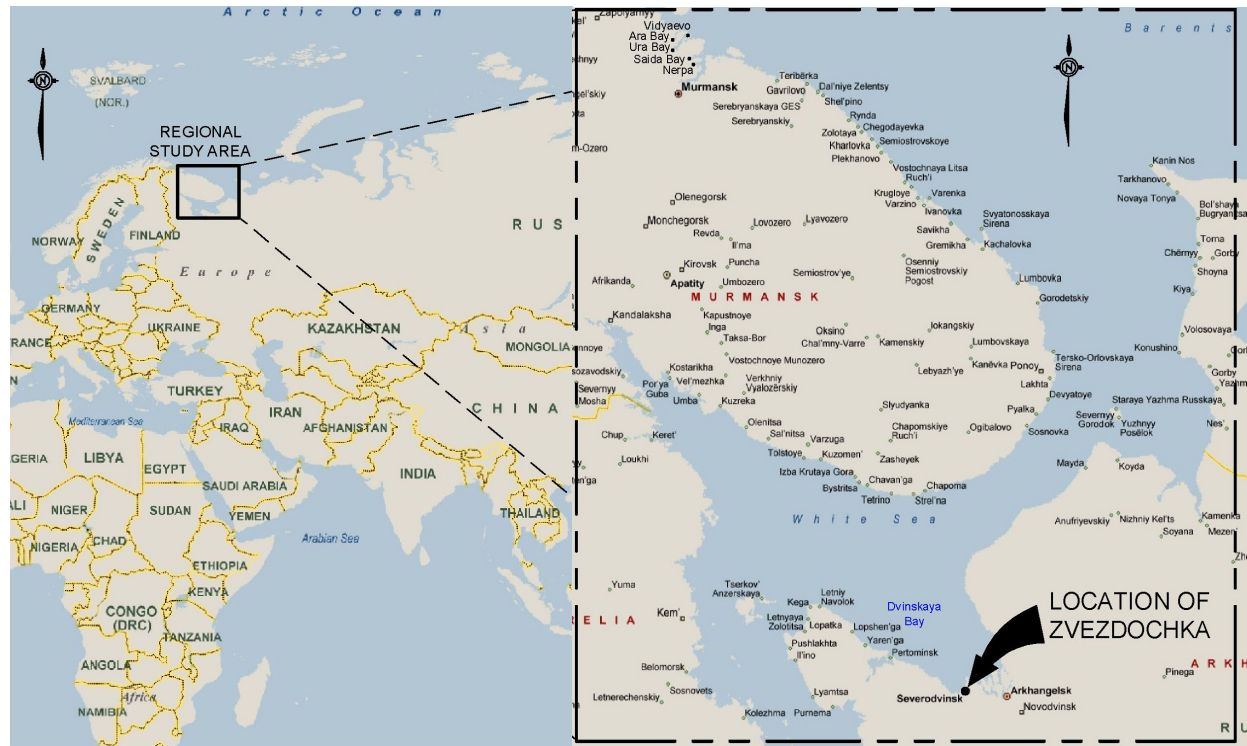 Arctic Ocean
SVALBARD
(NOR.)
N
REGIONAL
STUDY AREA
NORWAY
SWEDEN
FINLAND
RUS
Europe
GERMANY
UKRAINE
KAZAKHSTAN
Asia
MONGOLIA
TURKEY
CHINA
Mediterranean Sea
IRAN
AFGHANISTAN
IRAQ
LIBYA
EGYPT
INDIA
SAUDI ARABIA
NIGER
SUDAN
YEMEN
THAILAND
CHAD
NIGERIA
Arabian Sea
ETHIOPIA
KENYA
CONGO
(DRC)
TANZANIA
ANGOLA
Africa
NAMIBIA
Barents
Vidyaevo
Ara Bay
Ura Bay
Saida Bay
Nerpa
N
Murmansk
Teribërka
Gavrilovo
Dal'niye Zelentsy
Shel'pino
Serebryanskaya GES
Serebryanskiy
Rynda
Zolotaya
Chegodayevka
Kharlovka
Semiostrovskoye
Plekhanovo
Vostochnaya Litsa
Ruch'i
Kanin Nos
Tarkhanovo
Novaya Tonya
Krugloye
Varenka
Varzino
Ivanovka
Olenegorsk
Monchegorsk
Lovozero
Lyavozero
Revda
Il'ma
Savikha
Svyatonosskaya
Sirena
Gremikha
Kachalovka
Bol'shaya
Bugryanitsa
Torna
Chërnyy
Gorby
Shoyna
Kirovsk
Puncha
Apatity
Umbozero
Afrikanda
Semiostrov'ye
Osenniy
Semiostrovskiy
Pogost
Lumbovka
Gorodetskiy
Kiya
MURMANSK
Kandalaksha
Kapustnoye
Inga
Taksa-Bor
Oksino
Chal'mny-Varre
Kamenskiy
Iokangskiy
Lumbovskaya
Volosovaya
Konushino
Vostochnoye Munozero
Kostarikha
Vel'mezhka
Verkhniy
Vyalozërskiy
Lebyazh'ye
Kanëvka
Ponoy
Lakhta
Tersko-Orlovskaya
Sirena
Gorby
Severnyy
Mosha
Por'ya
Guba
Umba
Kuzreka
Slyudyanka
Devyatoye
Pyalka
Staraya Yazhma
Russkaya
Severnyy
Gorodok
Yuzhnyy
Posëlok
Nes'
Olenitsa
Sal'nitsa
Chapomskiye
Ruch'i
Ogibalovo
Sosnovka
Chup
Keret'
Loukhi
Varzuga
Tolstoye
Kuzomen'
Zasheyek
Izba Krutaya Gora
Chavan'ga
Bystritsa
Tetrino
Chapoma
Strel'na
Mayda
Koyda
White Sea
Anufriyevskiy
Nizhniy Kel'ts
Soyana
Kamenka
Mezen
Yuma
Tserkov'
Anzerskaya
Kega
Letniy
Navolok
Dvinskaya
Bay
LOCATION OF
ZVEZDOCHKA
Kem'
Letnyaya
Zolotitsa
Lopatka
Lopshen'ga
Yaren'ga
Pushlakhta
Il'ino
Pertominsk
Belomorsk
Sosnovets
Letnerechenskiy
Kolezhma
Lyamtsa
Purnema
Severodvinsk
Arkhangelsk
Novodvinsk
Pinega